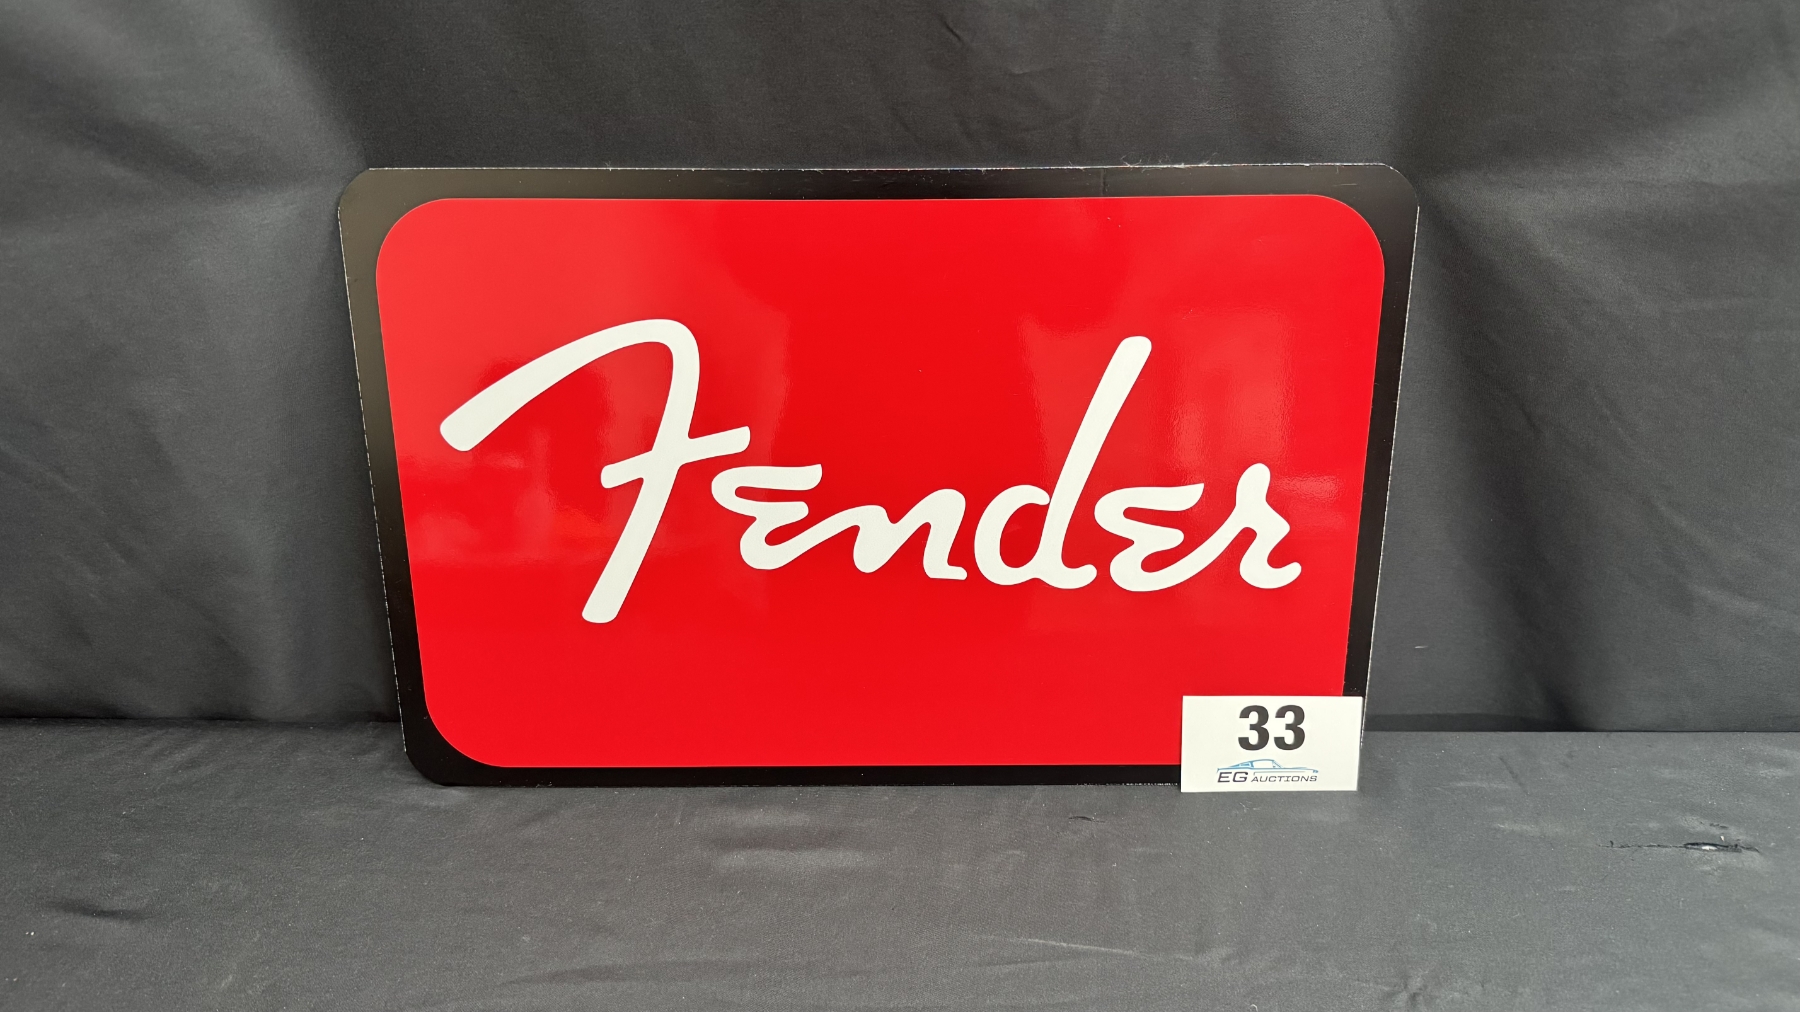 Fender
33
EG AUCTIONS